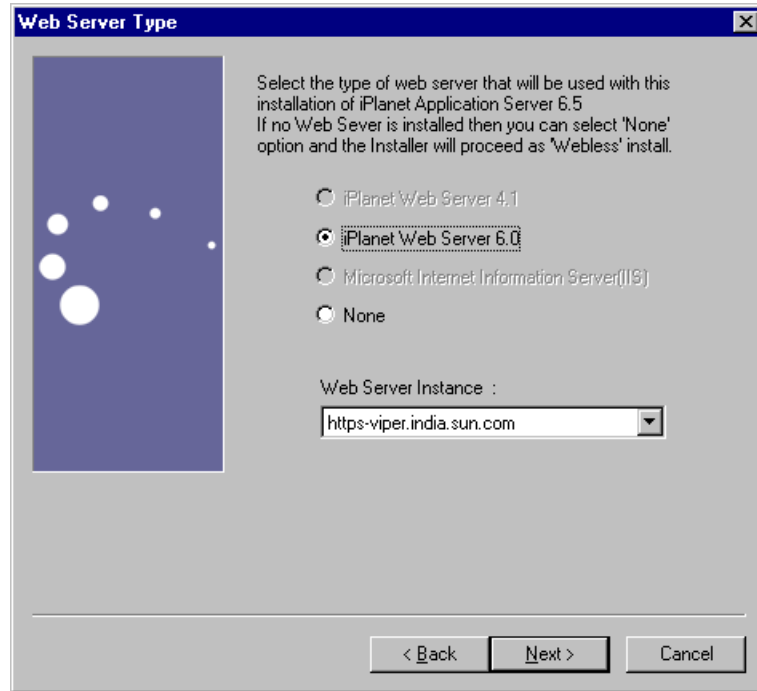 Web Server Type
Select the type of web server that will be used with this
installation of iPlanet Application Server 6.5
If no Web Sever is installed then you can select 'None'
option and the Installer will proceed as 'Webless' install.
iPlanet Web Server 4.1
iPlanet Web Server 6.0
Microsoft Internet Information Server(IIS)
None
Web Server Instance :
https-viper.india.sun.com
< Back
Next >
Cancel